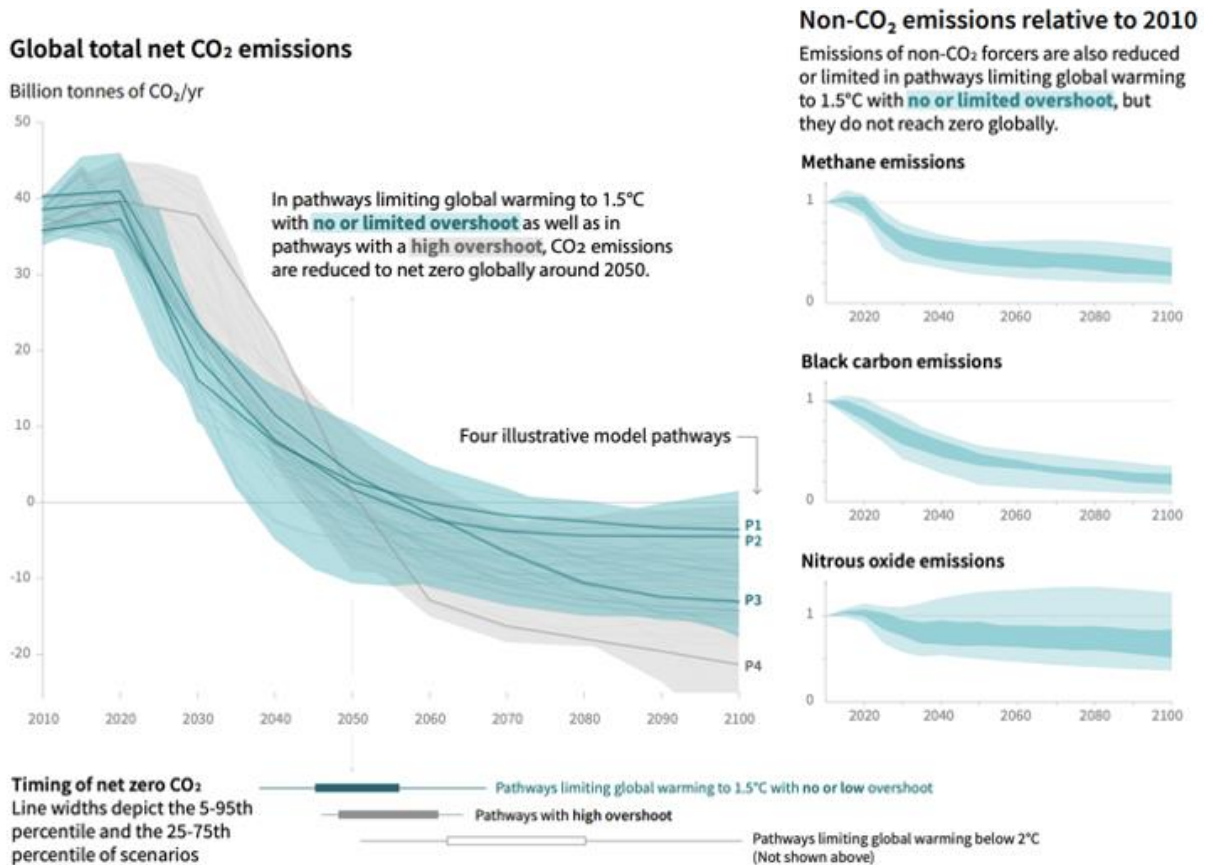 Global total net CO₂ emissions
Billion tonnes of CO₂/yr
50
40
30
20
10
0
-10
-20
2010
2020
2030
2040
2050
2060
2070
2080
2090
2100
In pathways limiting global warming to 1.5°C
with no or limited overshoot as well as in
pathways with a high overshoot, CO₂ emissions
are reduced to net zero globally around 2050.
Four illustrative model pathways
P1
P2
P3
P4
Non-CO₂ emissions relative to 2010
Emissions of non-CO₂ forcers are also reduced
or limited in pathways limiting global warming
to 1.5°C with no or limited overshoot, but
they do not reach zero globally.
Methane emissions
1
0
2020
2040
2060
2080
2100
Black carbon emissions
1
0
2020
2040
2060
2080
2100
Nitrous oxide emissions
1
0
2020
2040
2060
2080
2100
Timing of net zero CO₂
Line widths depict the 5-95th
percentile and the 25-75th
percentile of scenarios
Pathways limiting global warming to 1.5°C with no or low overshoot
Pathways with high overshoot
Pathways limiting global warming below 2°C
(Not shown above)